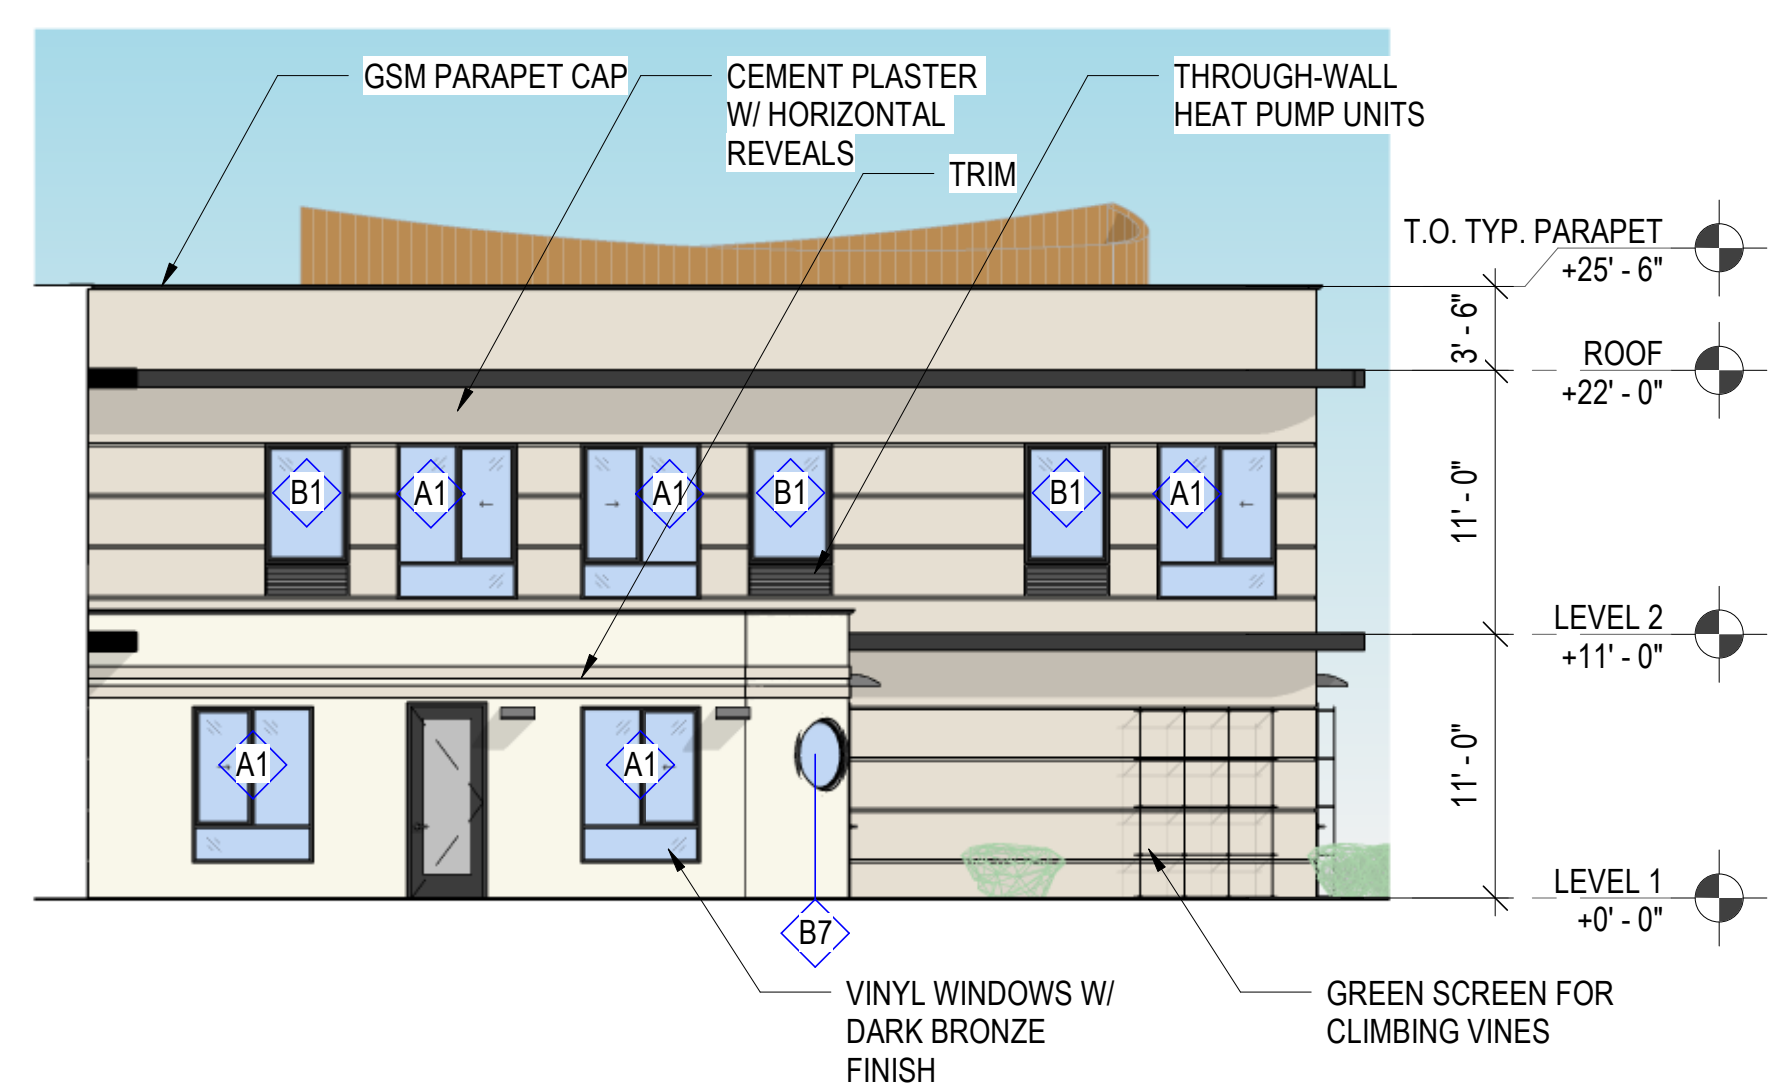 GSM PARAPET CAP
CEMENT PLASTER
W/ HORIZONTAL
REVEALS
THROUGH-WALL
HEAT PUMP UNITS
TRIM
T.O. TYP. PARAPET
+25' - 6"
3' - 6"
ROOF
+22' - 0"
11' - 0"
B1
A1
A1
B1
B1
A1
LEVEL 2
+11' - 0"
11' - 0"
A1
A1
LEVEL 1
+0' - 0"
B7
VINYL WINDOWS W/
DARK BRONZE
FINISH
GREEN SCREEN FOR
CLIMBING VINES